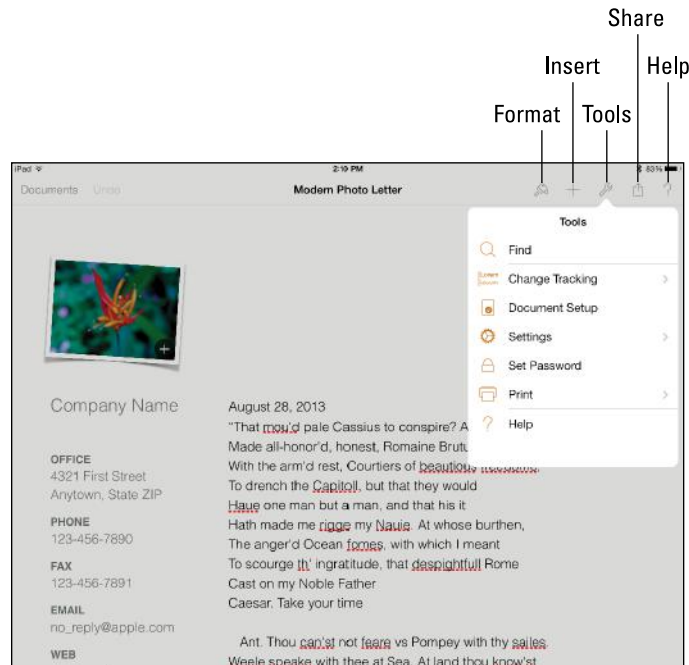 Share
Insert Help
Format Tools
iPad 2:10 PM 83%
Documents Undo Modern Photo Letter
Tools
Find
Change Tracking
Document Setup
Settings
Set Password
Print
? Help
Company Name
OFFICE
4321 First Street
Anytown, State ZIP
PHONE
123-456-7890
FAX
123-456-7891
EMAIL
no_reply@apple.com
WEB
August 28, 2013
"That mou'd pale Cassius to conspire? A
Made all-honor'd, honest, Romaine Brutu
With the arm'd rest, Courtiers of beautious
To drench the Capitoll, but that they would
Haue one man but a man, and that his it
Hath made me rigge my Nauie. At whose burthen,
The anger'd Ocean fomes, with which I meant
To scourge th' ingratitude, that despightfull Rome
Cast on my Noble Father
Caesar. Take your time
Ant. Thou can'st not feare vs Pompey with thy sailes.
Weele speake with thee at Sea. At land thou know'st